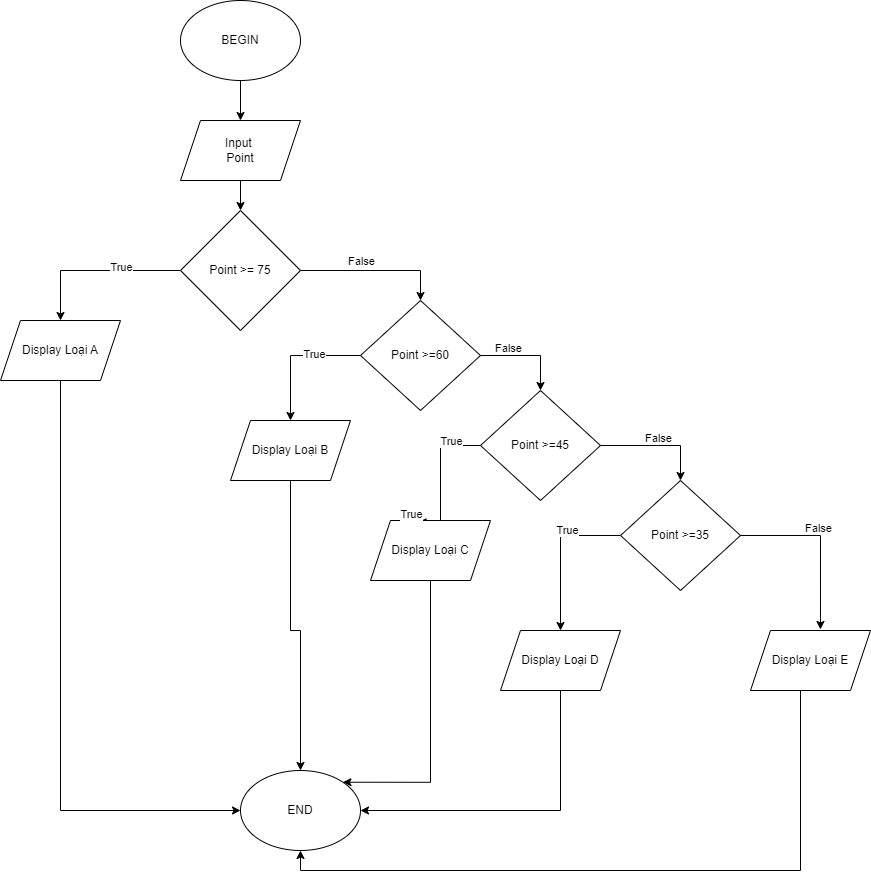 BEGIN
Input
Point
Point >= 75
True
False
Display Loại A
Point >=60
True
False
Display Loại B
Point >=45
True
False
True
Display Loại C
Point >=35
True
False
Display Loại D
Display Loại E
END